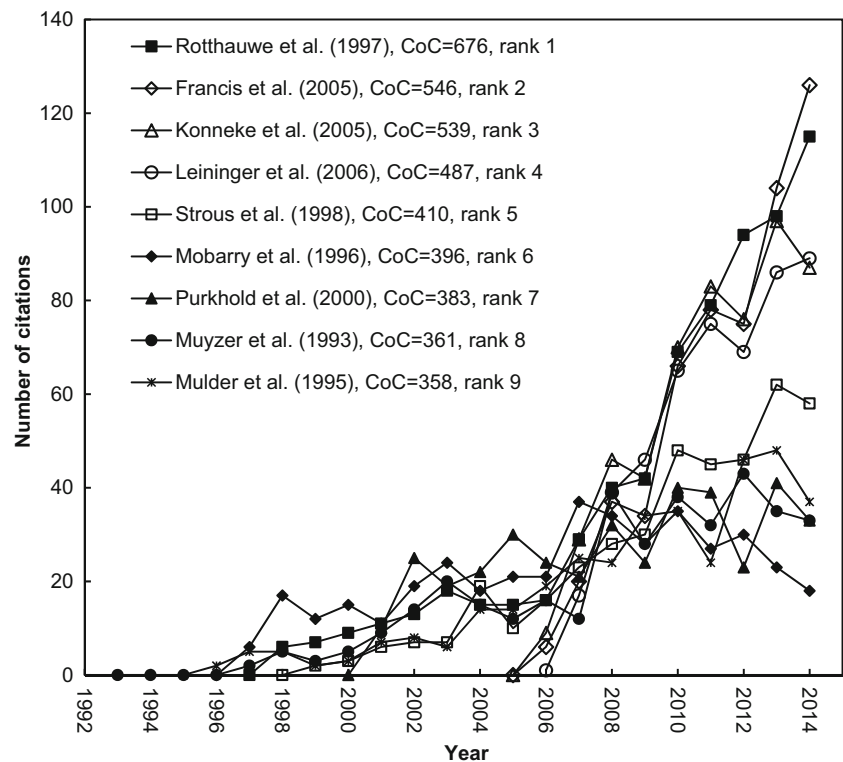 140
120
100
80
60
40
20
0
Number of citations
Rotthauwe et al. (1997), CoC=676, rank 1
Francis et al. (2005), CoC=546, rank 2
Konneke et al. (2005), CoC=539, rank 3
Leininger et al. (2006), CoC=487, rank 4
Strous et al. (1998), CoC=410, rank 5
Mobarry et al. (1996), CoC=396, rank 6
Purkhold et al. (2000), CoC=383, rank 7
Muyzer et al. (1993), CoC=361, rank 8
Mulder et al. (1995), CoC=358, rank 9
1992
1994
1996
1998
2000
2002
2004
2006
2008
2010
2012
2014
Year